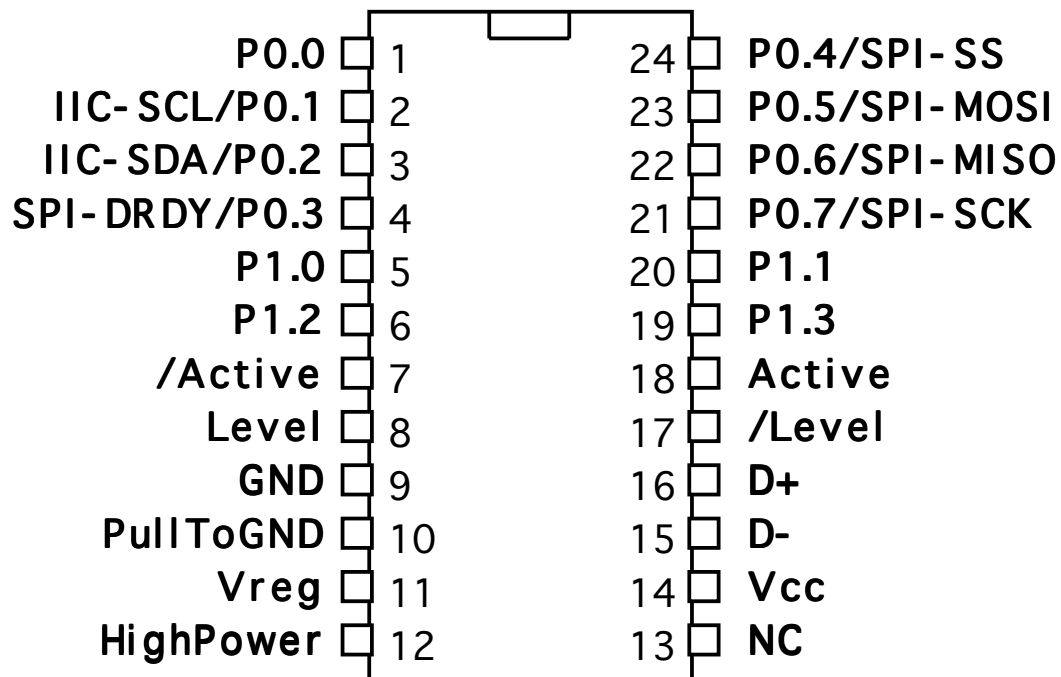 P0.0 1 24 P0.4/SPI-SS
IIC-SCL/P0.1 2 23 P0.5/SPI-MOSI
IIC-SDA/P0.2 3 22 P0.6/SPI-MISO
SPI-DRDY/P0.3 4 21 P0.7/SPI-SCK
P1.0 5 20 P1.1
P1.2 6 19 P1.3
/Active 7 18 Active
Level 8 17 /Level
GND 9 16 D+
PullToGND 10 15 D-
Vreg 11 14 Vcc
HighPower 12 13 NC